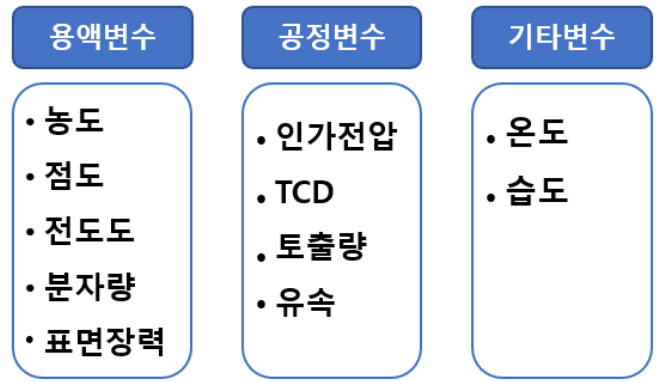 용액변수
• 농도
• 점도
• 전도도
• 분자량
• 표면장력
공정변수
• 인가전압
• TCD
• 토출량
• 유속
기타변수
• 온도
• 습도